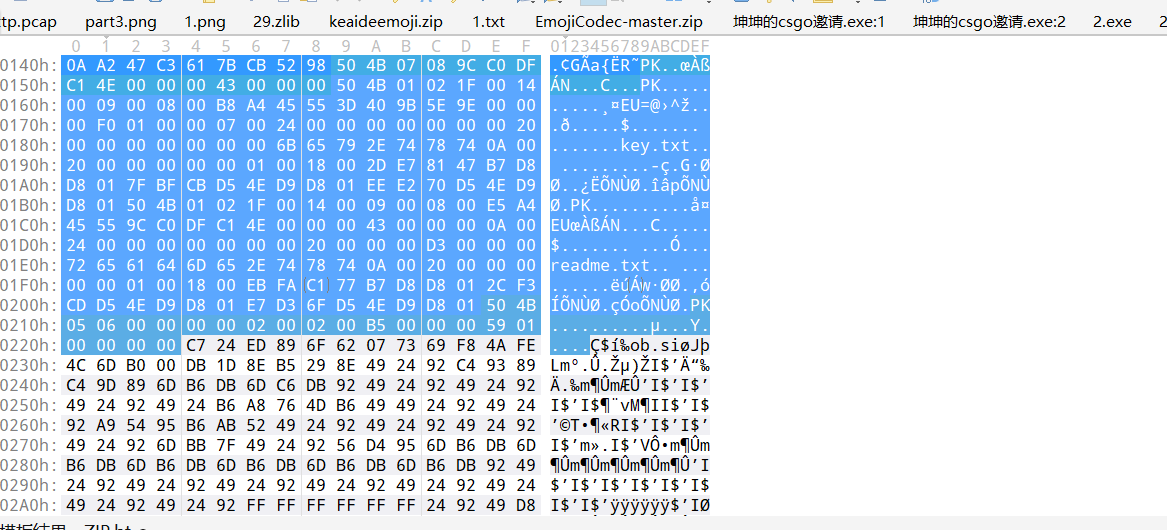 tp.pcap part3.png 1.png 29.zlib keaideemoji.zip 1.txt EmojiCodec-master.zip 坤坤的csgo邀请.exe:1 坤坤的csgo邀请.exe:2 2.exe 2
0 1 2 3 4 5 6 7 8 9 A B C D E F 0123456789ABCDEF
0140h: 0A A2 47 C3 61 7B CB 52 98 50 4B 07 08 9C C0 DF .¢GÃa{ËR˜PK..œÀß
0150h: C1 4E 00 00 00 43 00 00 00 50 4B 01 02 1F 00 14 ÁN...C...PK.....
0160h: 00 09 00 08 00 B8 A4 45 55 3D 40 9B 5E 9E 00 00 .....¸¤EU=@›^ž..
0170h: 00 F0 01 00 00 07 00 24 00 00 00 00 00 00 00 20 .ð.....$.......
0180h: 00 00 00 00 00 00 00 6B 65 79 2E 74 78 74 0A 00 .......key.txt..
0190h: 20 00 00 00 00 00 01 00 18 00 2D E7 81 47 B7 D8 .........-ç.G·Ø
01A0h: D8 01 7F BF CB D5 4E D9 D8 01 EE E2 70 D5 4E D9 Ø..¿ËÕNÙØ.îâpÕNÙ
01B0h: D8 01 50 4B 01 02 1F 00 14 00 09 00 08 00 E5 A4 Ø.PK..........å¤
01C0h: 45 55 9C C0 DF C1 4E 00 00 00 43 00 00 00 0A 00 EUœÀßÁN...C.....
01D0h: 24 00 00 00 00 00 00 00 20 00 00 00 D3 00 00 00 $....... ...Ó...
01E0h: 72 65 61 64 6D 65 2E 74 78 74 0A 00 20 00 00 00 readme.txt.. ...
01F0h: 00 00 01 00 18 00 EB FA C1 77 B7 D8 D8 01 2C F3 ......ëúÁw·ØØ.,ó
0200h: CD D5 4E D9 D8 01 E7 D3 6F D5 4E D9 D8 01 50 4B ÍÕNÙØ.çÓoÕNÙØ.PK
0210h: 05 06 00 00 00 00 02 00 02 00 B5 00 00 00 59 01 ..........µ...Y.
0220h: 00 00 00 00 C7 24 ED 89 6F 62 07 73 69 F8 4A FE ....Ç$í‰ob.siøJþ
0230h: 4C 6D B0 00 DB 1D 8E B5 29 8E 49 24 92 C4 93 89 Lm°.Û.Žµ)ŽI$’Ä“‰
0240h: C4 9D 89 6D B6 DB 6D C6 DB 92 49 24 92 49 24 92 Ä.‰m¶ÛmÆÛ’I$’I$’
0250h: 49 24 92 49 24 B6 A8 76 4D B6 49 49 24 92 49 24 I$’I$¶¨vM¶II$’I$
0260h: 92 A9 54 95 B6 AB 52 49 24 92 49 24 92 49 24 92 ’©T•¶«RI$’I$’I$’
0270h: 49 24 92 6D BB 7F 49 24 92 56 D4 95 6D B6 DB 6D I$’m».I$’VÔ•m¶Ûm
0280h: B6 DB 6D B6 DB 6D B6 DB 6D B6 DB 6D B6 DB 92 49 ¶Ûm¶Ûm¶Ûm¶Ûm¶Û’I
0290h: 24 92 49 24 92 49 24 92 49 24 92 49 24 92 49 24 $’I$’I$’I$’I$’I$
02A0h: 49 24 92 49 24 92 FF FF FF FF FF FF 24 92 49 D8 I$’I$’ÿÿÿÿÿÿ$’IØ